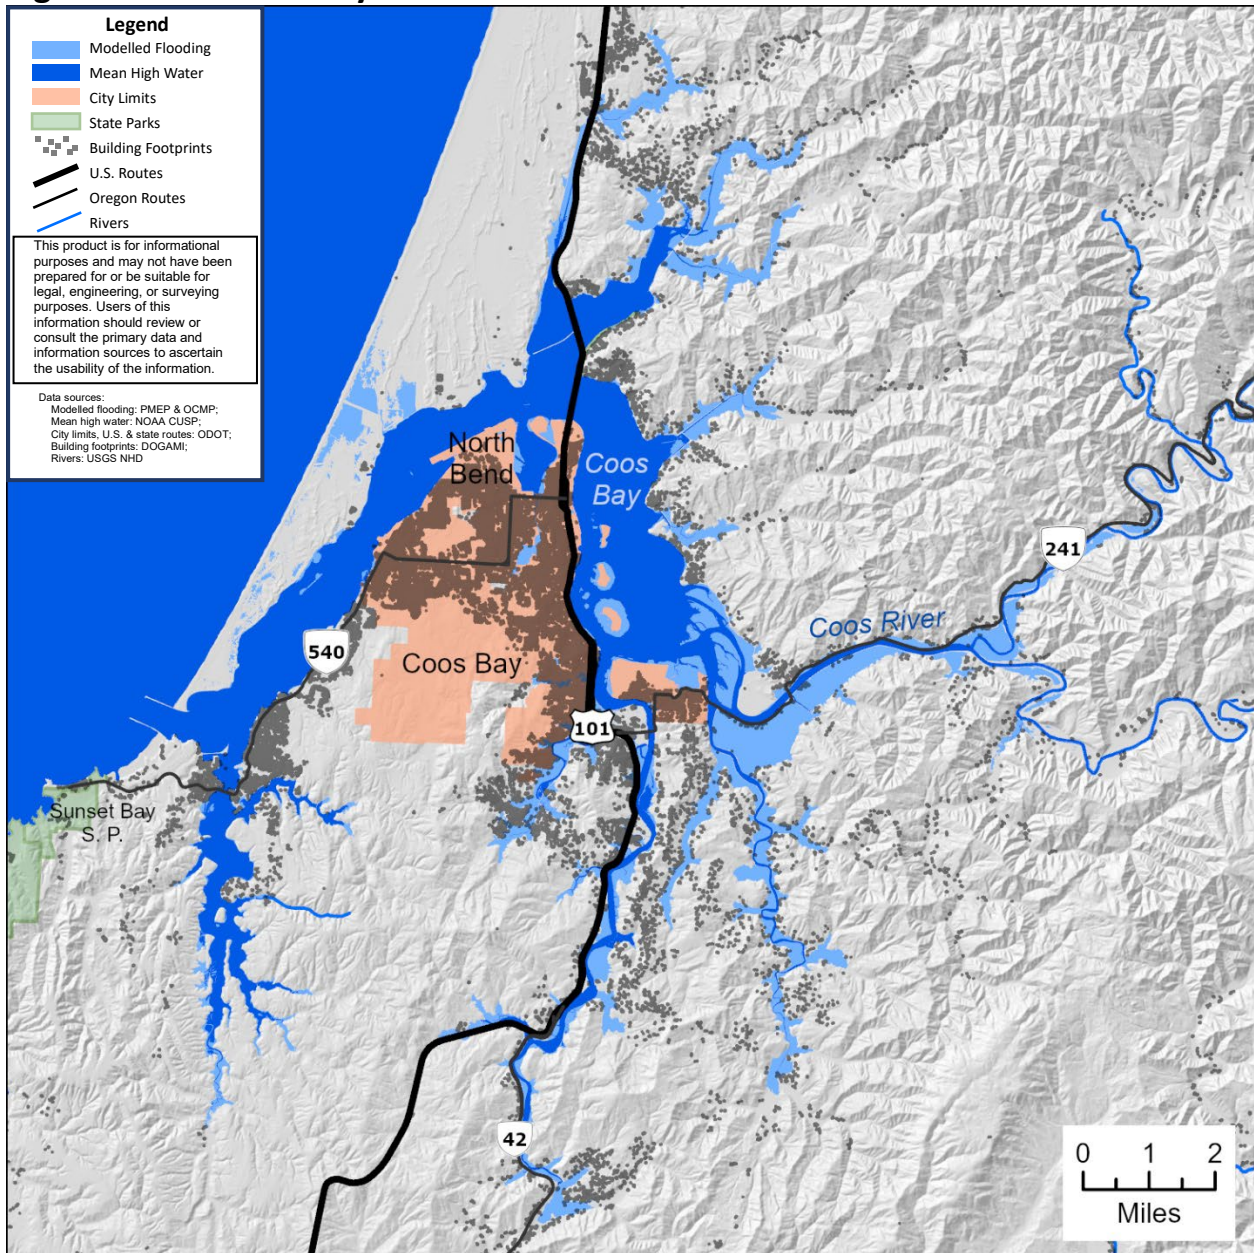 Legend
Modelled Flooding
Mean High Water
City Limits
State Parks
Building Footprints
U.S. Routes
Oregon Routes
Rivers
This product is for informational
purposes and may not have been
prepared for or be suitable for
legal, engineering, or surveying
purposes. Users of this
information should review or
consult the primary data and
information sources to ascertain
the usability of the information.
Data sources:
Modelled flooding: PMEP & OCMP;
Mean high water: NOAA CUSP;
City limits, U.S. & state routes: ODOT;
Building footprints: DOGAMI;
Rivers: USGS NHD
North
Bend
Coos
Bay
241
Coos River
540
Coos Bay
101
Sunset Bay
S. P.
42
0 1 2
Miles